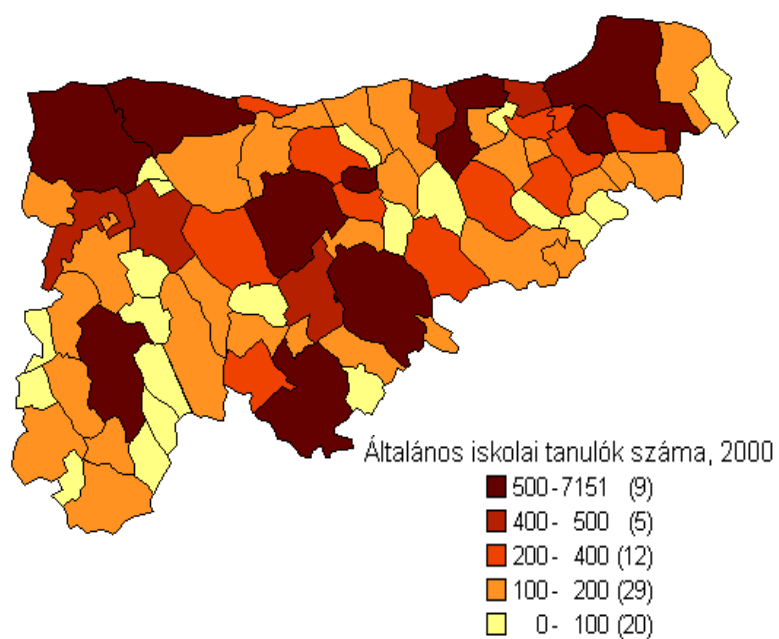 Általános iskolai tanulók száma, 2000
500-7151 (9)
400- 500 (5)
200- 400 (12)
100- 200 (29)
0- 100 (20)